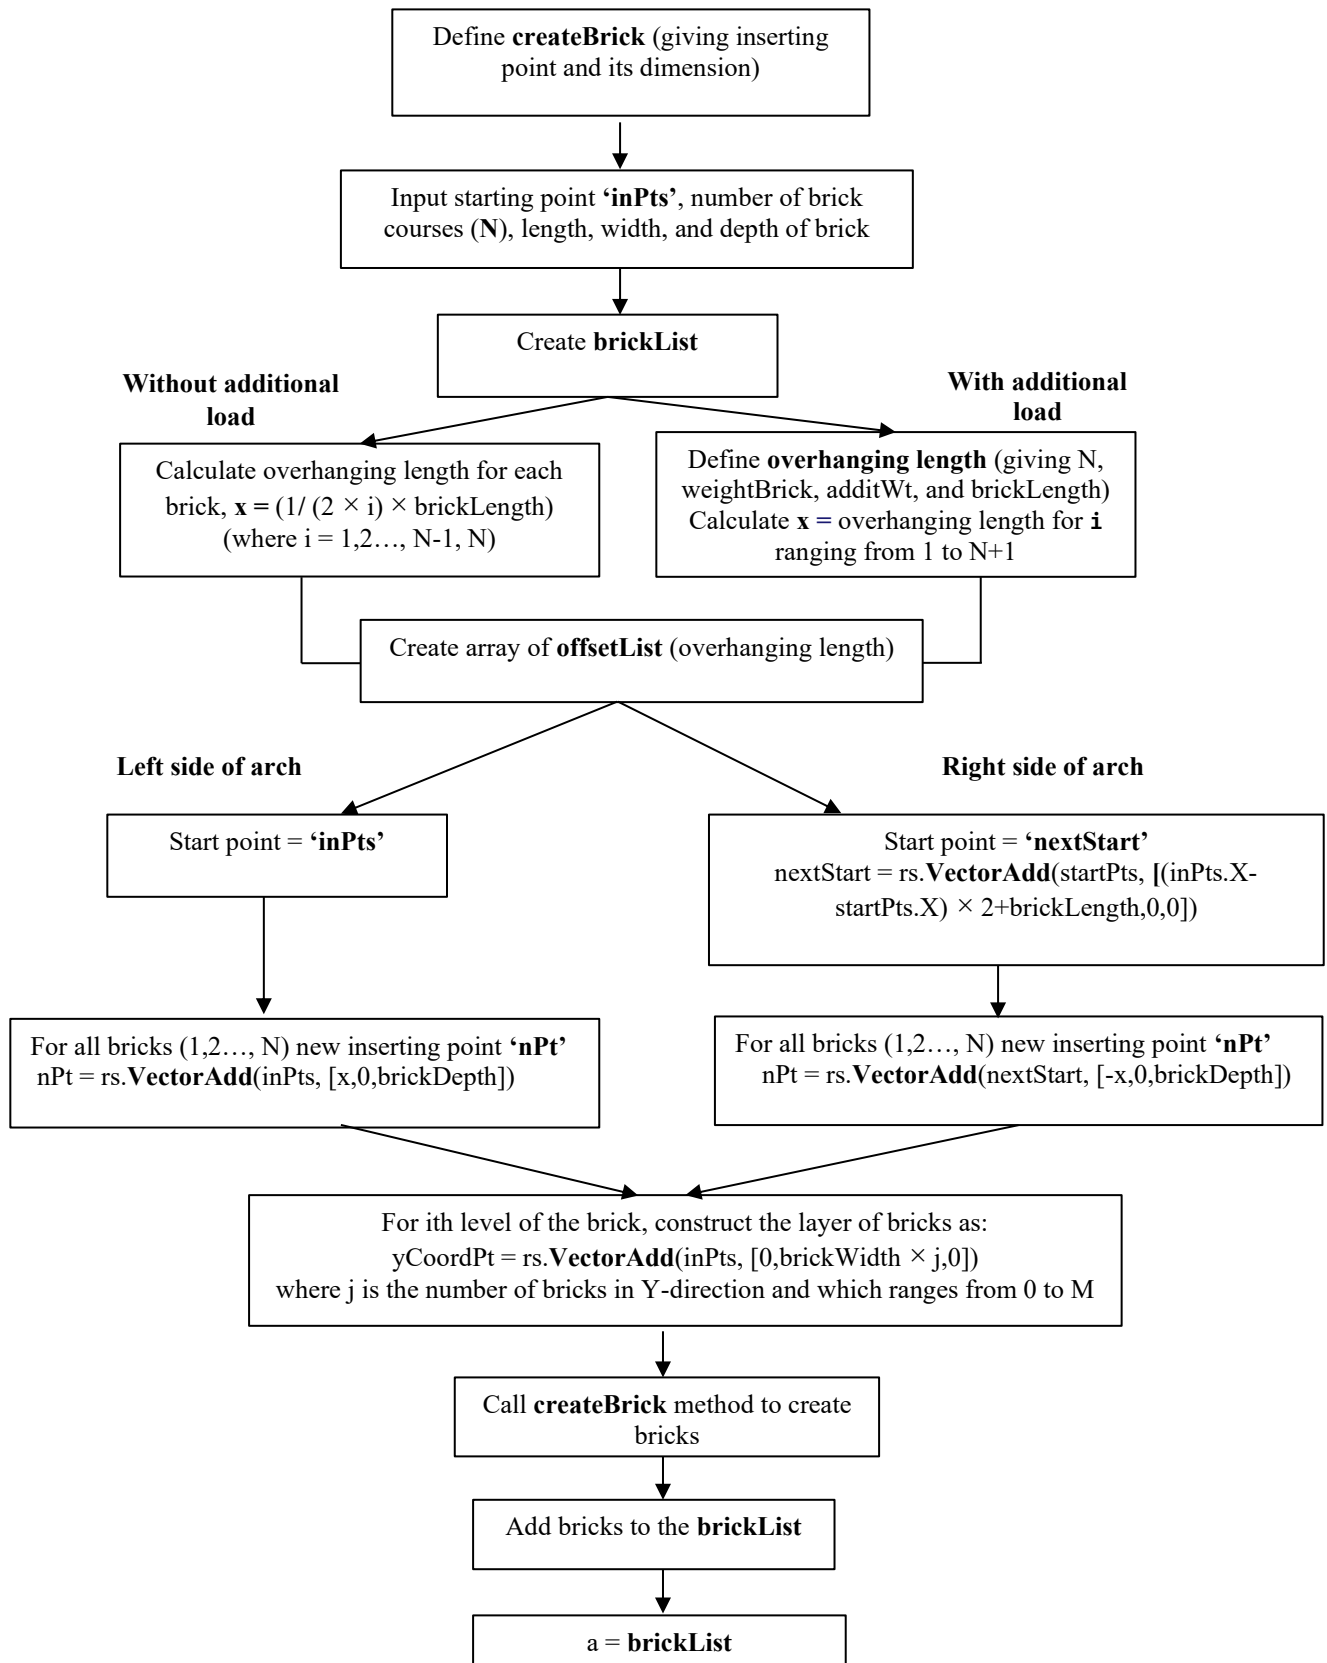 Define createBrick (giving inserting
point and its dimension)
Input starting point ‘inPts’, number of brick
courses (N), length, width, and depth of brick
Create brickList
Without additional
load
With additional
load
Calculate overhanging length for each
brick, x = (1/ (2 × i) × brickLength)
(where i = 1,2…, N-1, N)
Define overhanging length (giving N,
weightBrick, additWt, and brickLength)
Calculate x = overhanging length for i
ranging from 1 to N+1
Create array of offsetList (overhanging length)
Left side of arch
Right side of arch
Start point = ‘inPts’
Start point = ‘nextStart’
nextStart = rs.VectorAdd(startPts, [(inPts.X-
startPts.X) × 2+brickLength,0,0])
For all bricks (1,2…, N) new inserting point ‘nPt’
nPt = rs.VectorAdd(inPts, [x,0,brickDepth])
For all bricks (1,2…, N) new inserting point ‘nPt’
nPt = rs.VectorAdd(nextStart, [-x,0,brickDepth])
For ith level of the brick, construct the layer of bricks as:
yCoordPt = rs.VectorAdd(inPts, [0,brickWidth × j,0])
where j is the number of bricks in Y-direction and which ranges from 0 to M
Call createBrick method to create
bricks
Add bricks to the brickList
a = brickList